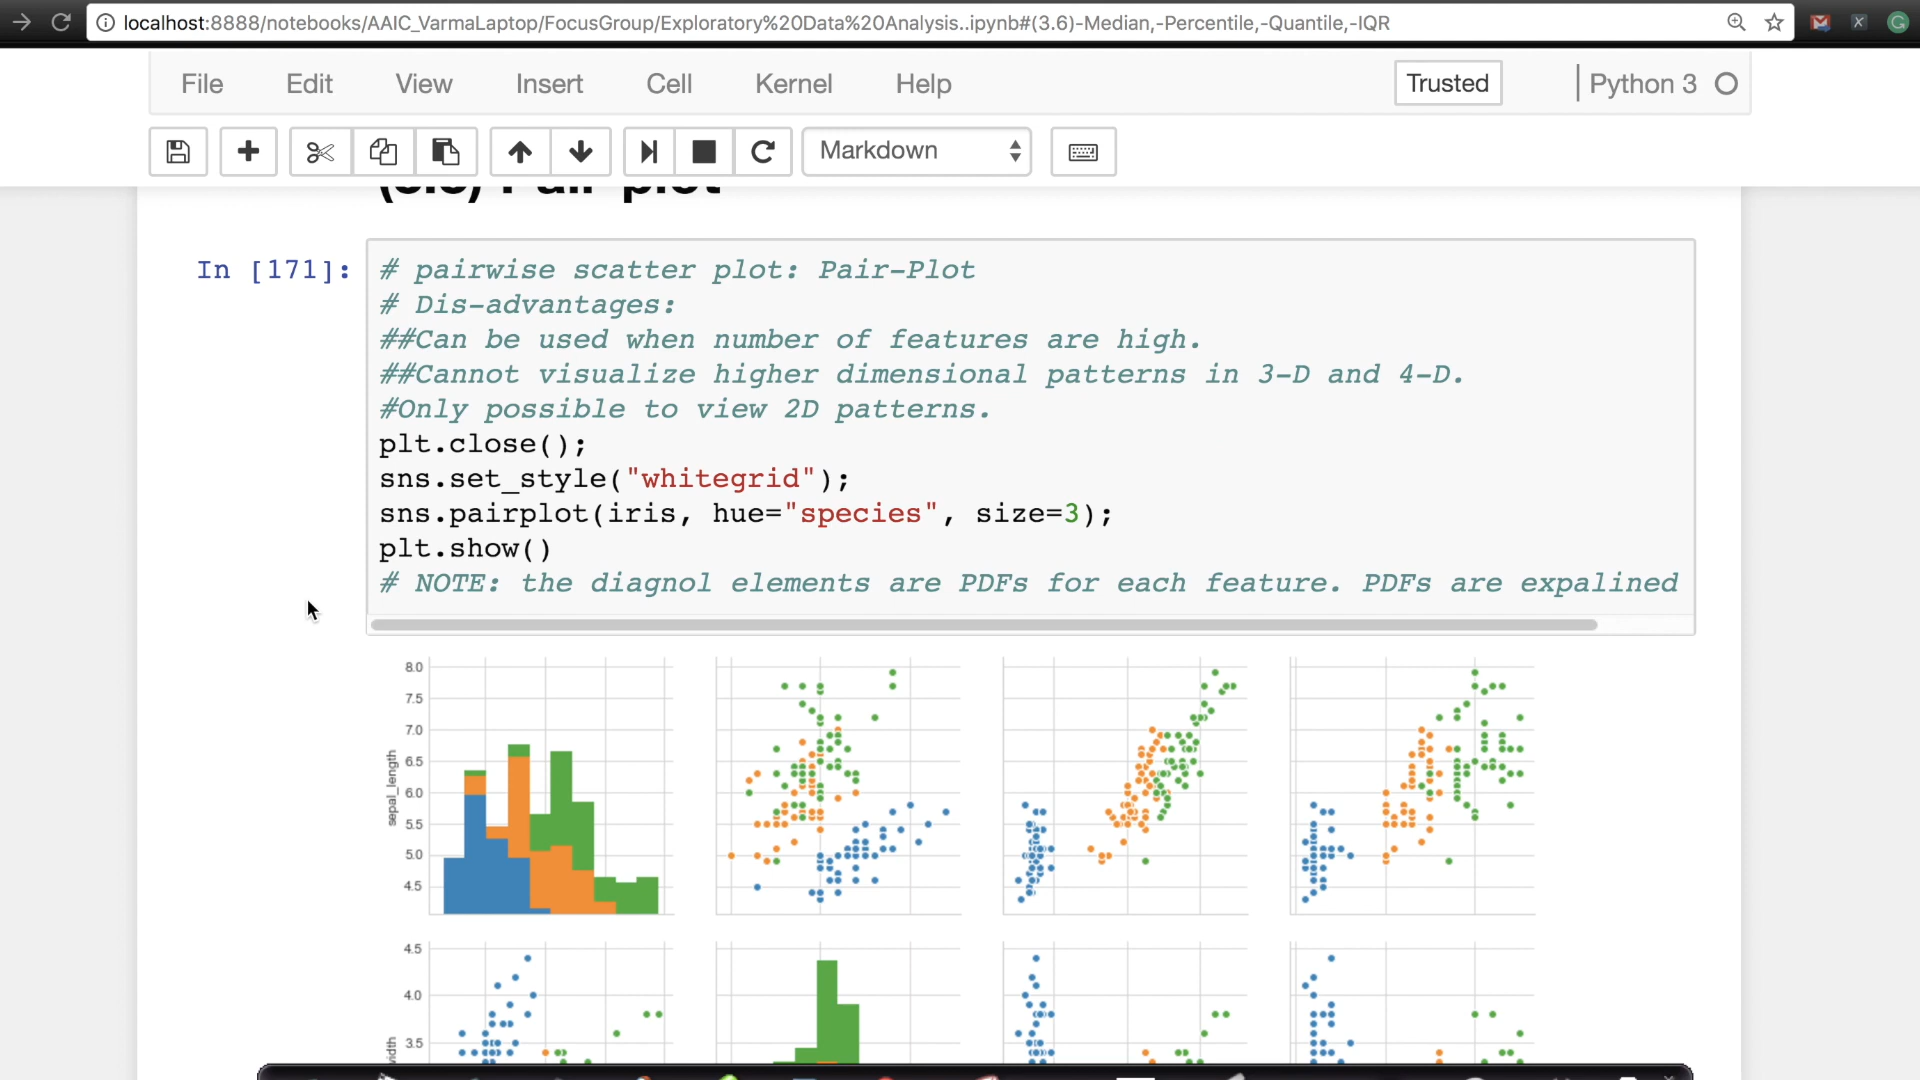 localhost:8888/notebooks/AAIC_VarmaLaptop/FocusGroup/Exploratory%20Data%20Analysis..ipynb#(3.6)-Median,-Percentile,-Quantile,-IQR
File Edit View Insert Cell Kernel Help Trusted Python 3
Markdown
Pair-plot
In [171]:
# pairwise scatter plot: Pair-Plot
# Dis-advantages:
##Can be used when number of features are high.
##Cannot visualize higher dimensional patterns in 3-D and 4-D.
#Only possible to view 2D patterns.
plt.close();
sns.set_style("whitegrid");
sns.pairplot(iris, hue="species", size=3);
plt.show()
# NOTE: the diagnol elements are PDFs for each feature. PDFs are expalined
8.0
7.5
7.0
6.5
6.0
5.5
5.0
4.5
sepal_length
4.5
4.0
3.5